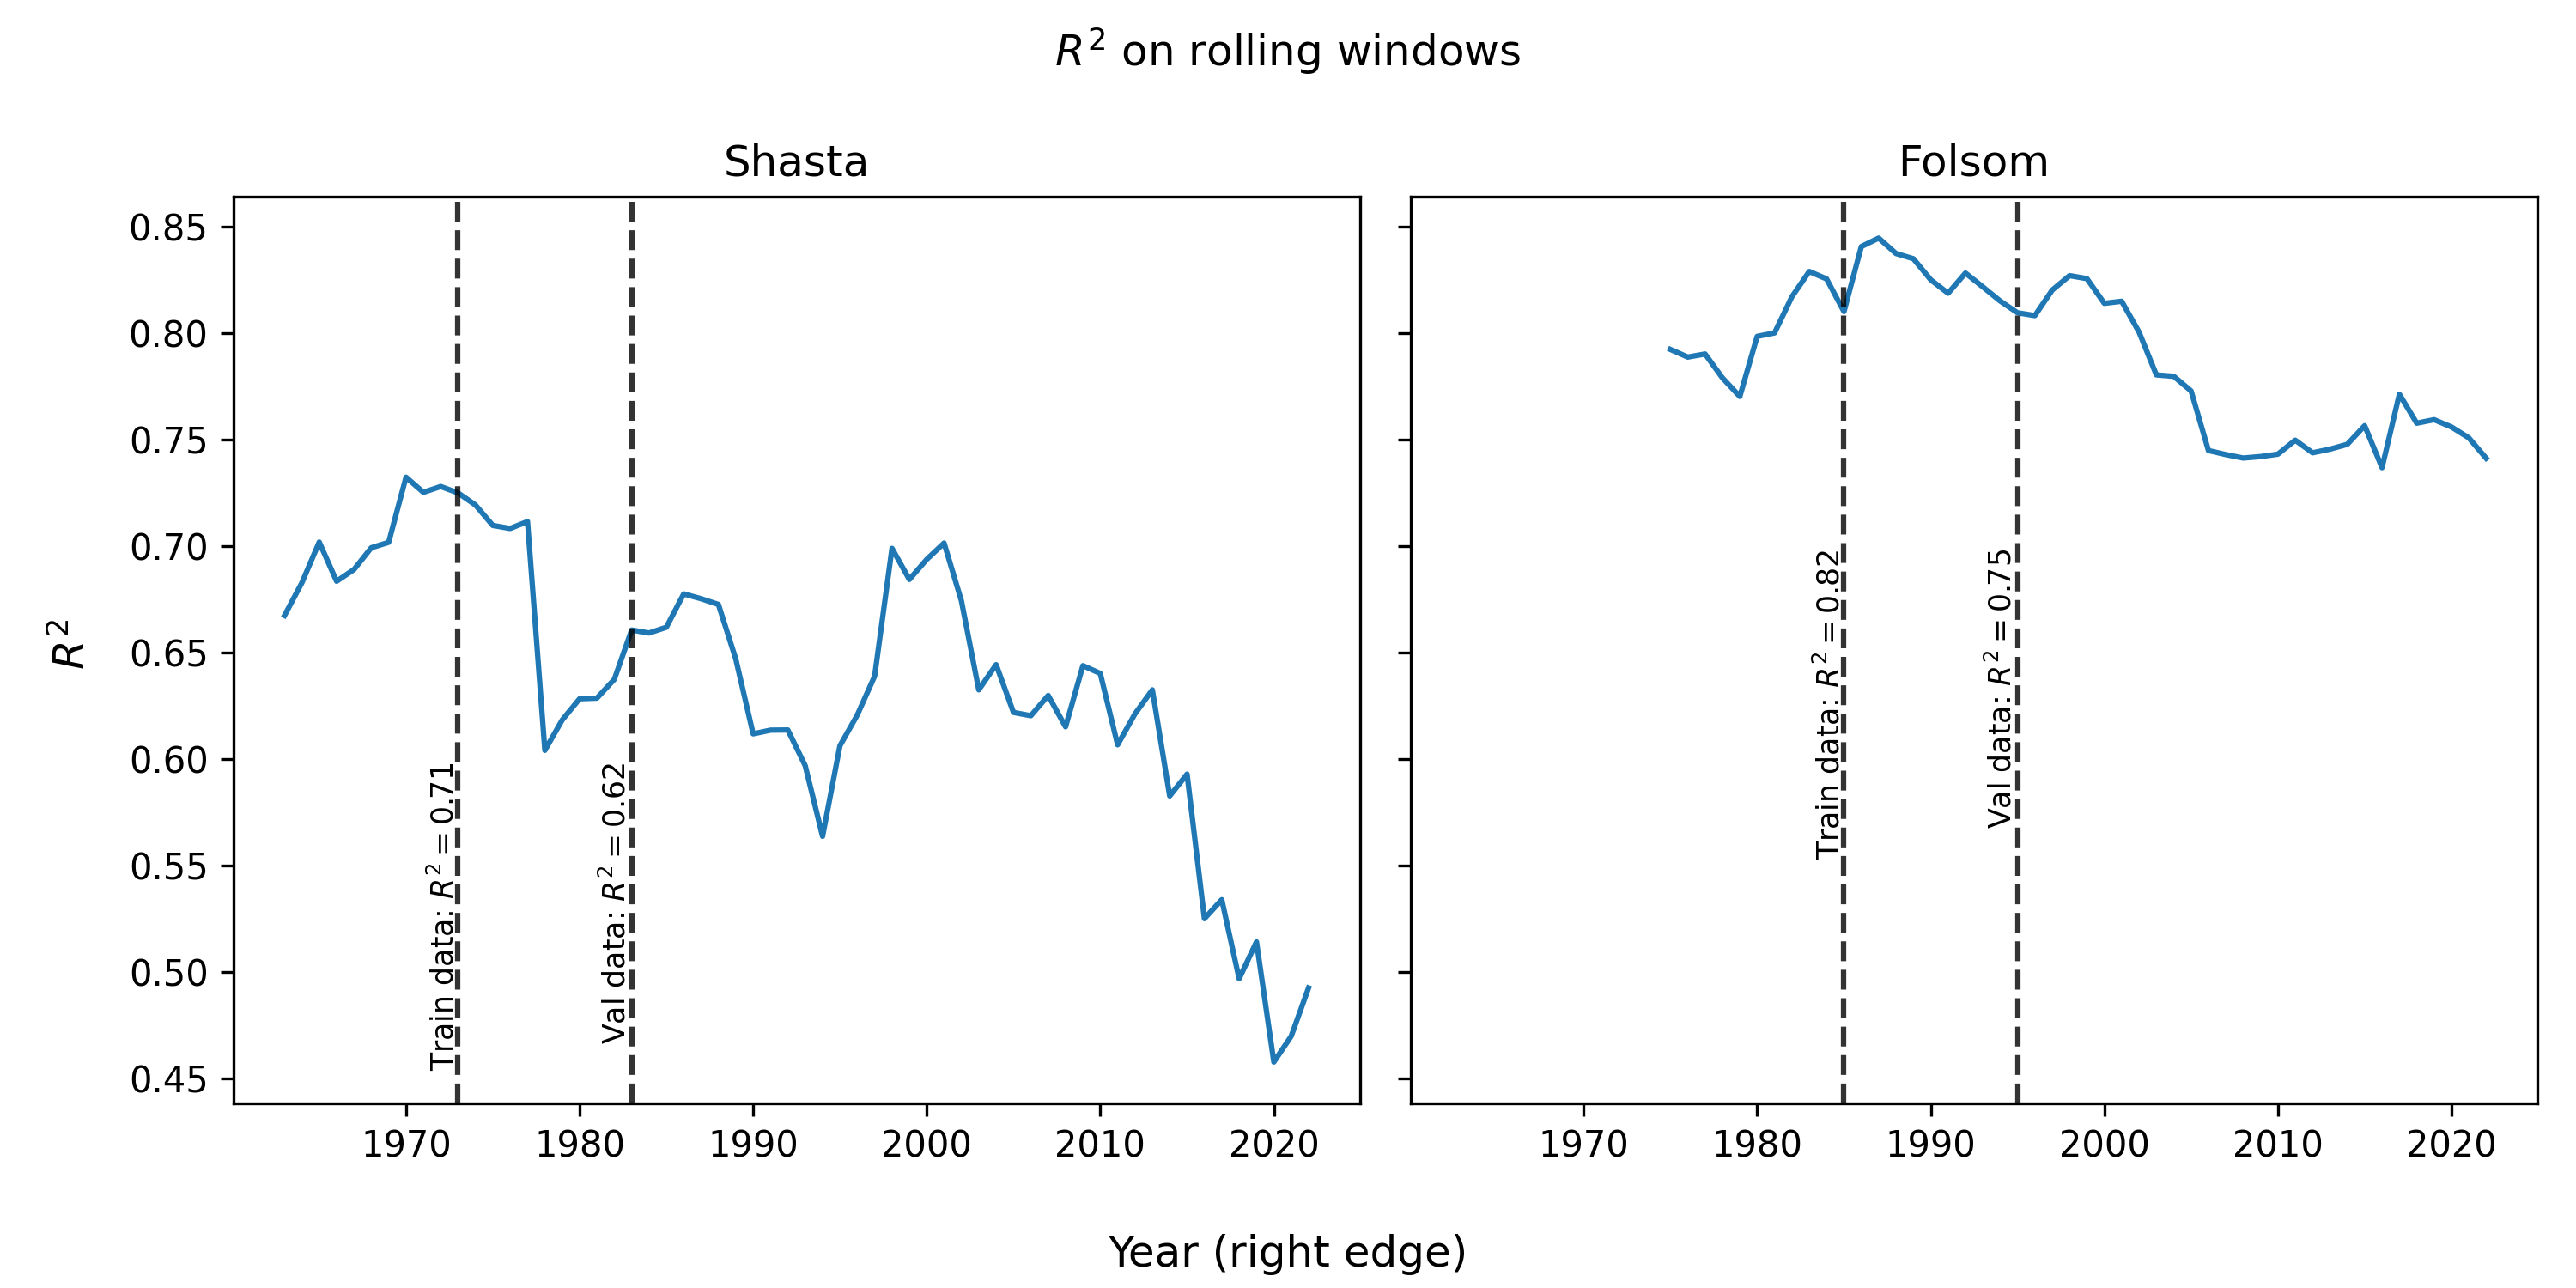 R² on rolling windows
Shasta
Folsom
R²
0.85
0.80
0.75
0.70
0.65
0.60
0.55
0.50
0.45
Train data: R² = 0.71
Val data: R² = 0.62
Train data: R² = 0.82
Val data: R² = 0.75
1970 1980 1990 2000 2010 2020
1970 1980 1990 2000 2010 2020
Year (right edge)